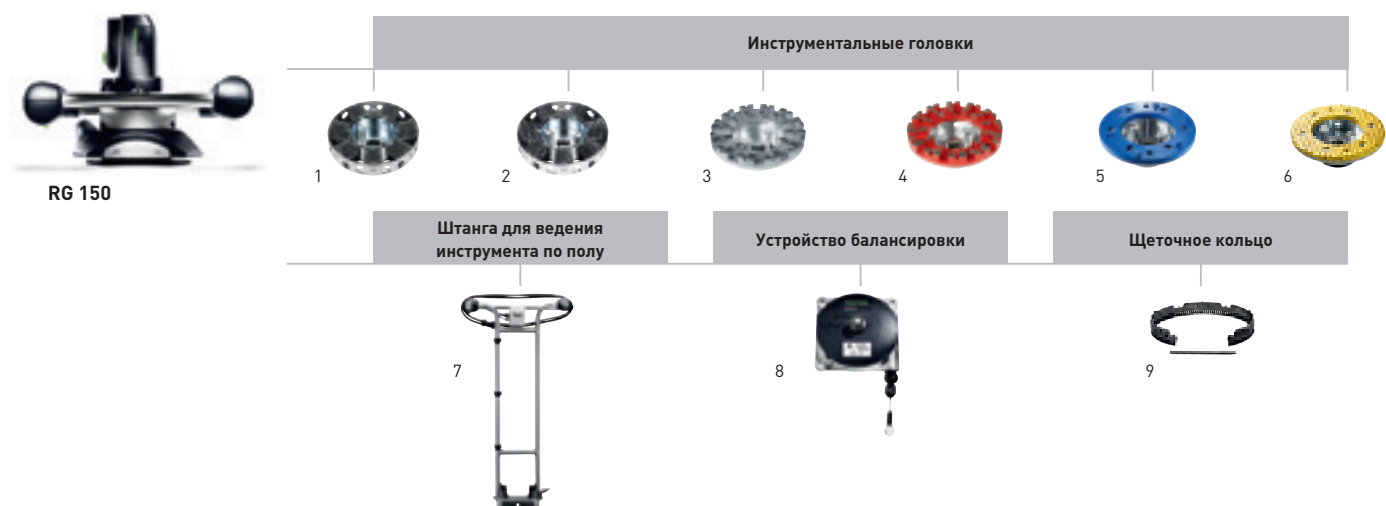 Инструментальные головки
1
2
3
4
5
6
RG 150
Штанга для ведения
инструмента по полу
Устройство балансировки
Щеточное кольцо
7
8
9